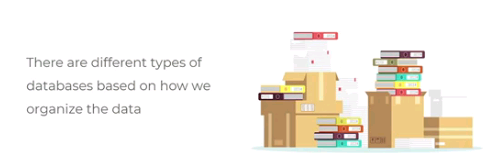 There are different types of
databases based on how we
organize the data